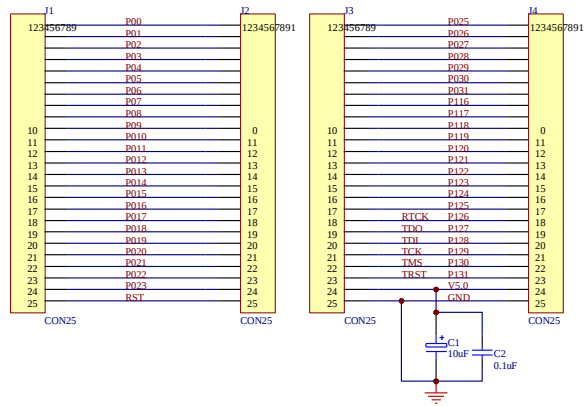 J1 J2 J3 J4
123456789 P00 1234567891 123456789 P025 1234567891
P01 P026
P02 P027
P03 P028
P04 P029
P05 P030
P06 P031
P07 P116
P08 P117
P09 P118
10 P010 0 10 P119 0
11 P011 11 11 P120 11
12 P012 12 12 P121 12
13 P013 13 13 P122 13
14 P014 14 14 P123 14
15 P015 15 15 P124 15
16 P016 16 16 P125 16
17 P017 17 17 RTCK P126 17
18 P018 18 18 TDO P127 18
19 P019 19 19 TDI P128 19
20 P020 20 20 TCK P129 20
21 P021 21 21 TMS P130 21
22 P022 22 22 TRST P131 22
23 P023 23 23 V5.0 23
24 RST 24 24 GND 24
25 25 25 25
CON25 CON25 CON25 CON25
+
C1
10uF
C2
0.1uF